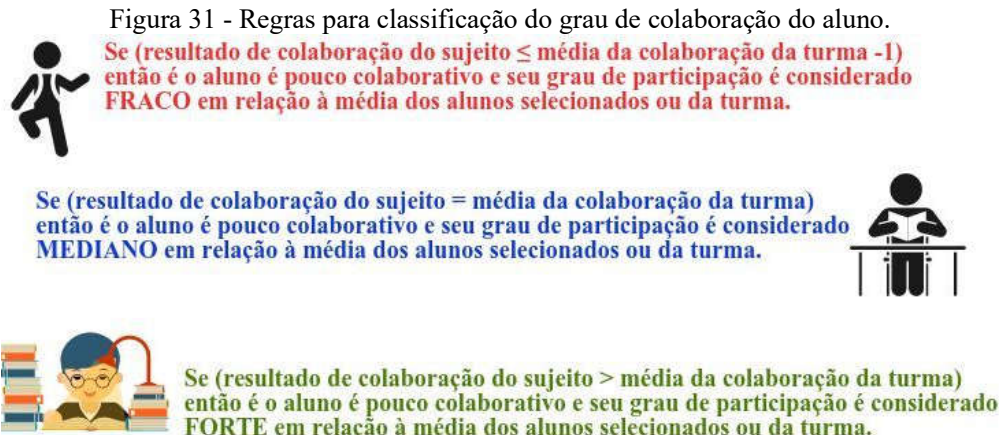 Figura 31 - Regras para classificação do grau de colaboração do aluno.
Se (resultado de colaboração do sujeito ≤ média da colaboração da turma -1)
então é o aluno é pouco colaborativo e seu grau de participação é considerado
FRACO em relação à média dos alunos selecionados ou da turma.
Se (resultado de colaboração do sujeito = média da colaboração da turma)
então é o aluno é pouco colaborativo e seu grau de participação é considerado
MEDIANO em relação à média dos alunos selecionados ou da turma.
Se (resultado de colaboração do sujeito > média da colaboração da turma)
então é o aluno é pouco colaborativo e seu grau de participação é considerado
FORTE em relação à média dos alunos selecionados ou da turma.